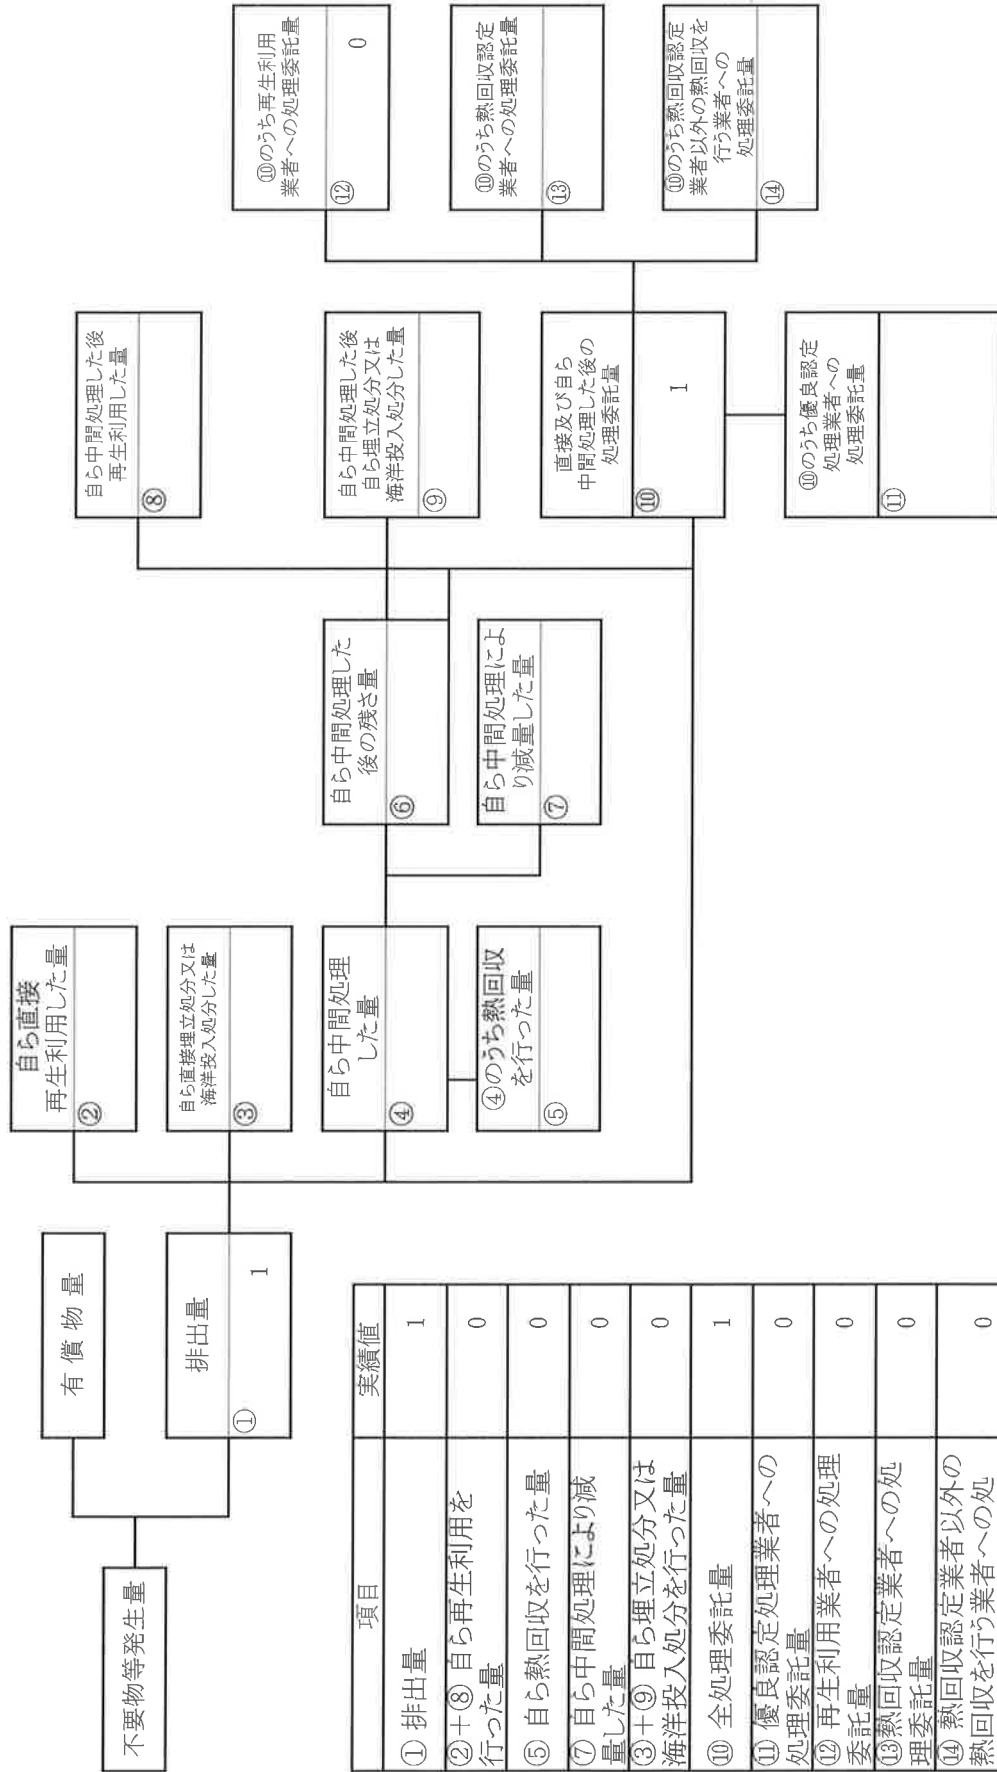 不要物等発生量
有償物量
排出量
①
1
自ら直接
再生利用した量
②
自ら直接埋立処分又は
海洋投入処分した量
③
自ら中間処理
した量
④
④のうち熱回収
を行った量
⑤
自ら中間処理した
後の残さ量
⑥
自ら中間処理によ
り減量した量
⑦
自ら中間処理した後
再生利用した量
⑧
自ら中間処理した後
自ら埋立処分又は
海洋投入処分した量
⑨
直接及び自ら
中間処理した後の
処理委託量
⑩
1
⑩のうち優良認定
処理業者への
処理委託量
⑪
⑩のうち再生利用
業者への処理委託量
⑫
0
⑩のうち熱回収認定
業者への処理委託量
⑬
⑩のうち熱回収認定
業者以外の熱回収を
行う業者への
処理委託量
⑭
項目 実績値
①排出量 1
②+⑧自ら再生利用を
行った量 0
⑤自ら熱回収を行った量 0
⑦自ら中間処理により減
量した量 0
③+⑨自ら埋立処分又は
海洋投入処分を行った量 0
⑩全処理委託量 1
⑪優良認定処理業者への
処理委託量 0
⑫再生利用業者への処理
委託量 0
⑬熱回収認定業者への処
理委託量 0
⑭熱回収認定業者以外の
熱回収を行う業者への処 0